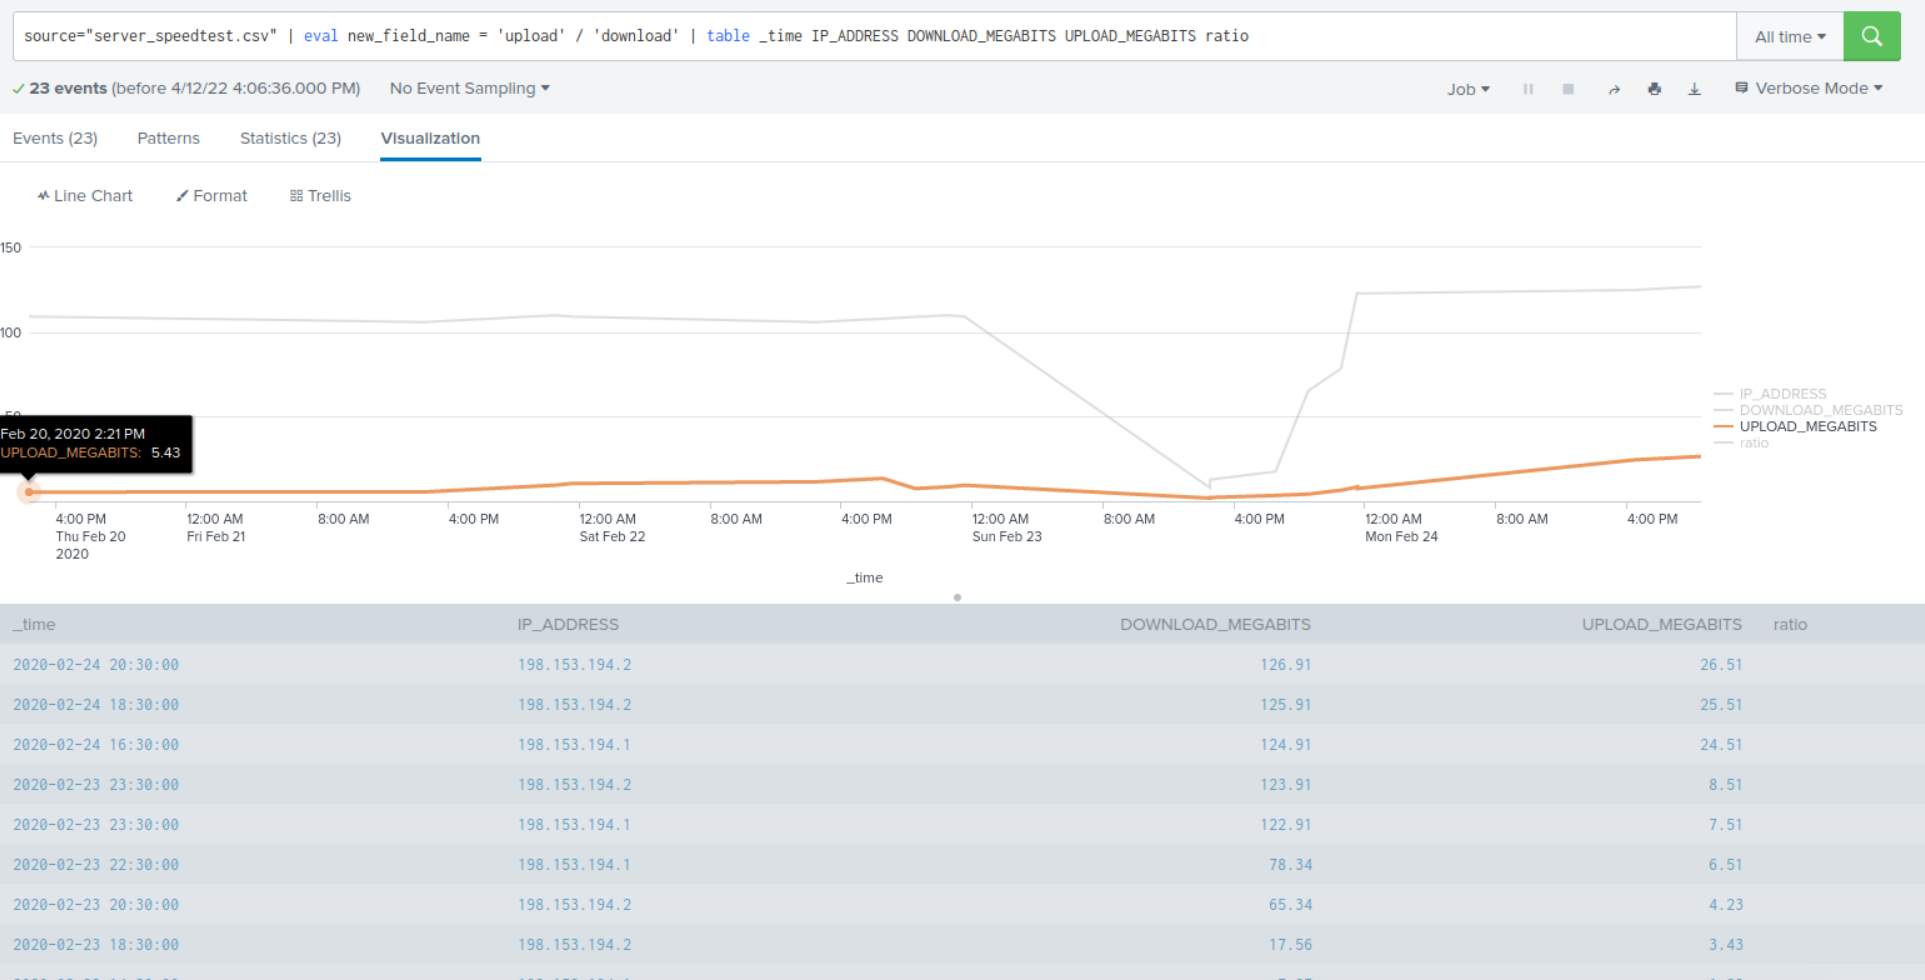 source="server_speedtest.csv" | eval new_field_name = 'upload' / 'download' | table _time IP_ADDRESS DOWNLOAD_MEGABITS UPLOAD_MEGABITS ratio
All time
23 events (before 4/12/22 4:06:36.000 PM) No Event Sampling
Job Verbose Mode
Events (23) Patterns Statistics (23) Visualization
Line Chart Format Trellis
150
100
Feb 20, 2020 2:21 PM
UPLOAD_MEGABITS: 5.43
IP_ADDRESS
DOWNLOAD_MEGABITS
UPLOAD_MEGABITS
ratio
4:00 PM 12:00 AM 8:00 AM 4:00 PM 12:00 AM 8:00 AM 4:00 PM 12:00 AM 8:00 AM 4:00 PM 12:00 AM 8:00 AM 4:00 PM
Thu Feb 20 Fri Feb 21 Sat Feb 22 Sun Feb 23 Mon Feb 24
2020
_time
_time IP_ADDRESS DOWNLOAD_MEGABITS UPLOAD_MEGABITS ratio
2020-02-24 20:30:00 198.153.194.2 126.91 26.51
2020-02-24 18:30:00 198.153.194.2 125.91 25.51
2020-02-24 16:30:00 198.153.194.1 124.91 24.51
2020-02-23 23:30:00 198.153.194.2 123.91 8.51
2020-02-23 23:30:00 198.153.194.1 122.91 7.51
2020-02-23 22:30:00 198.153.194.1 78.34 6.51
2020-02-23 20:30:00 198.153.194.2 65.34 4.23
2020-02-23 18:30:00 198.153.194.2 17.56 3.43